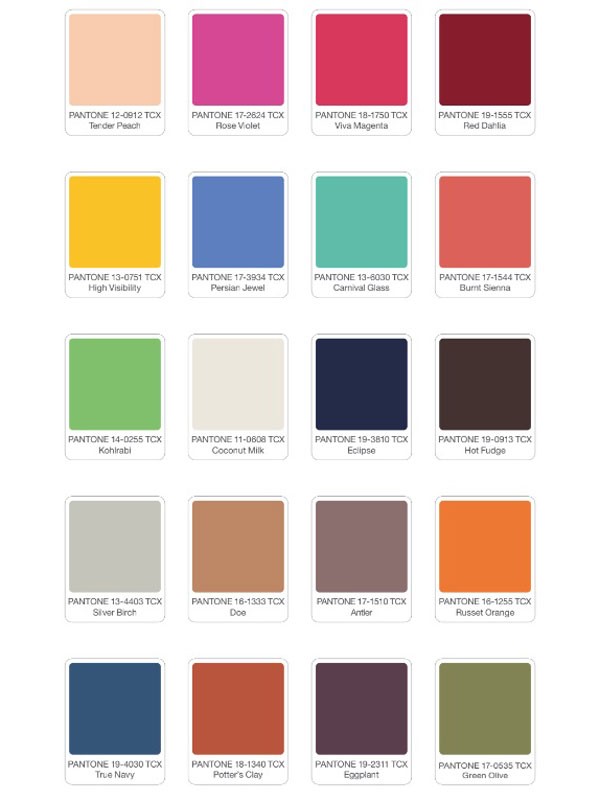 PANTONE 12-0912 TCX
Tender Peach
PANTONE 17-2624 TCX
Rose Violet
PANTONE 18-1750 TCX
Viva Magenta
PANTONE 19-1555 TCX
Red Dahlia
PANTONE 13-0751 TCX
High Visibility
PANTONE 17-3934 TCX
Persian Jewel
PANTONE 13-6030 TCX
Carnival Glass
PANTONE 17-1544 TCX
Burnt Sienna
PANTONE 14-0255 TCX
Kohlrabi
PANTONE 11-0608 TCX
Coconut Milk
PANTONE 19-3810 TCX
Eclipse
PANTONE 19-0913 TCX
Hot Fudge
PANTONE 13-4403 TCX
Silver Birch
PANTONE 16-1333 TCX
Doe
PANTONE 17-1510 TCX
Antler
PANTONE 16-1255 TCX
Russet Orange
PANTONE 19-4030 TCX
True Navy
PANTONE 18-1340 TCX
Potter's Clay
PANTONE 19-2311 TCX
Eggplant
PANTONE 17-0535 TCX
Green Olive